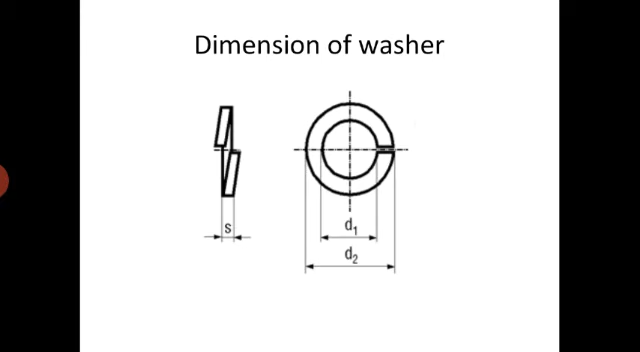 Dimension of washer
s
d₁
d₂